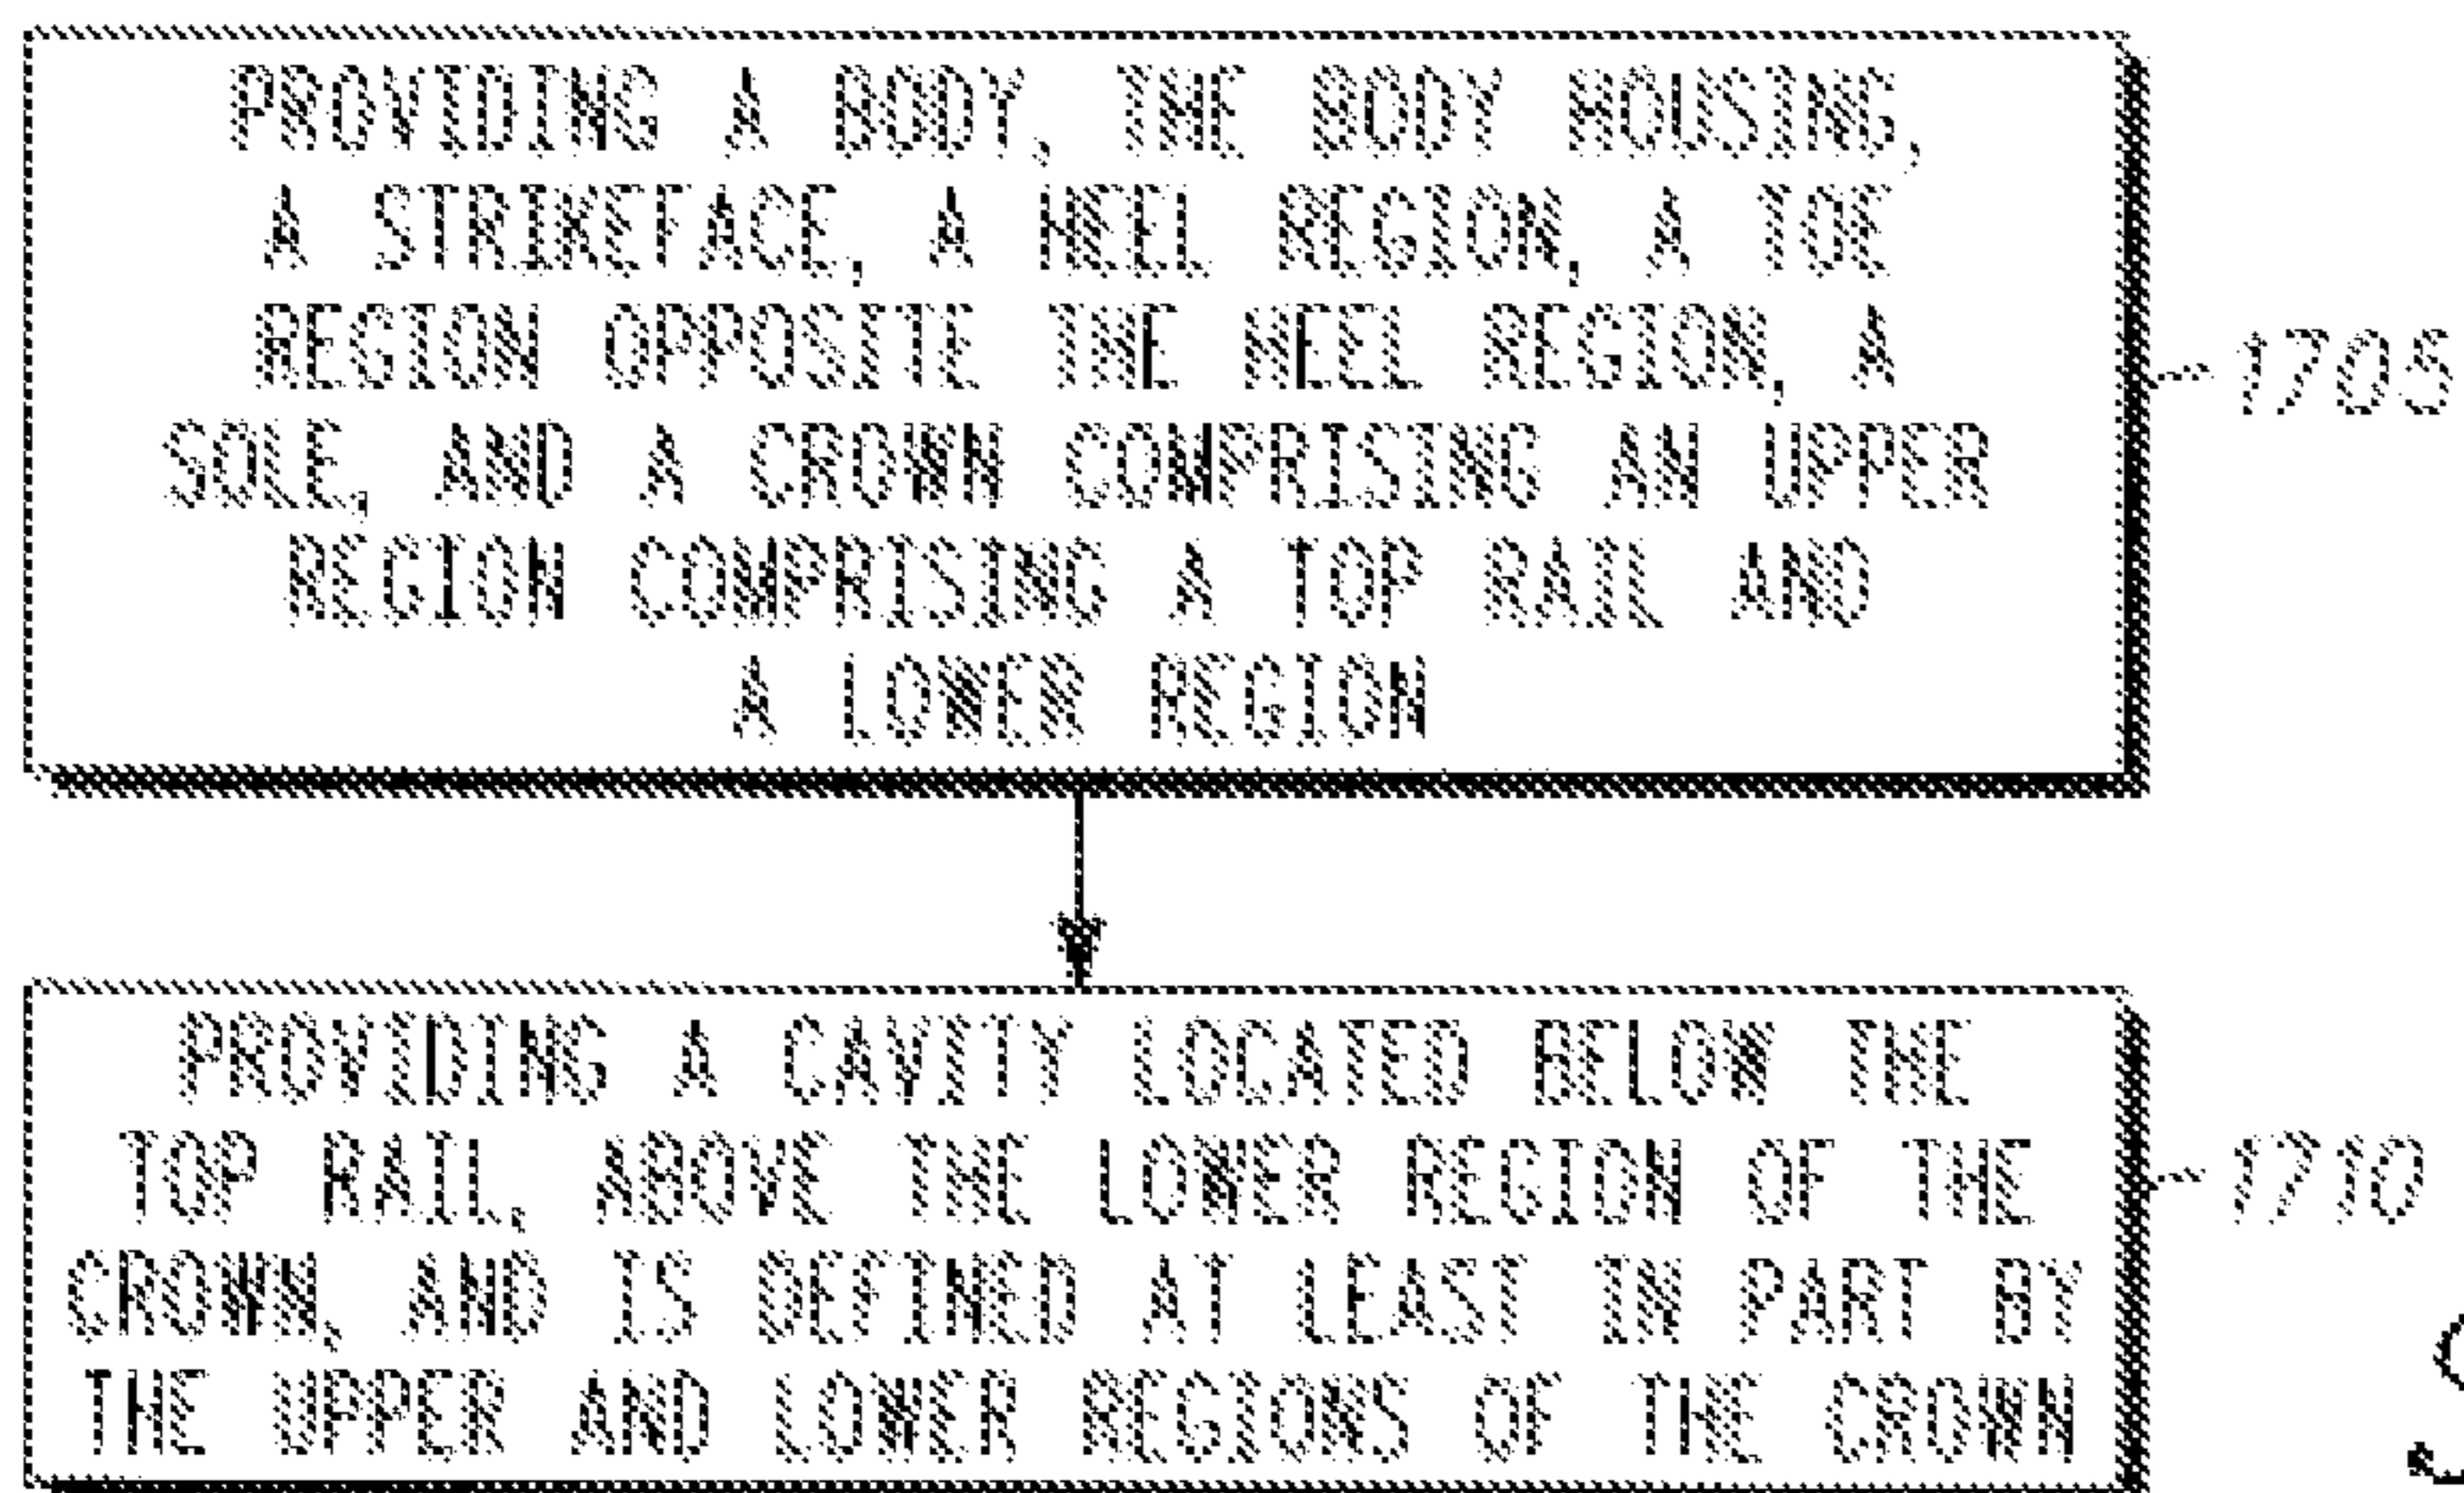 PROVIDING A BODY, THE BODY HOUSING,
A STRIKEFACE, A HEEL REGION, A TOE
REGION OPPOSITE THE HEEL REGION, A
SOLE, AND A CROWN COMPRISING AN UPPER
REGION COMPRISING A TOP RAIL AND
A LOWER REGION
1705
PROVIDING A CAVITY LOCATED BELOW THE
TOP RAIL, ABOVE THE LOWER REGION OF THE
CROWN, AND IS DEFINED AT LEAST IN PART BY
THE UPPER AND LOWER REGIONS OF THE CROWN
1710